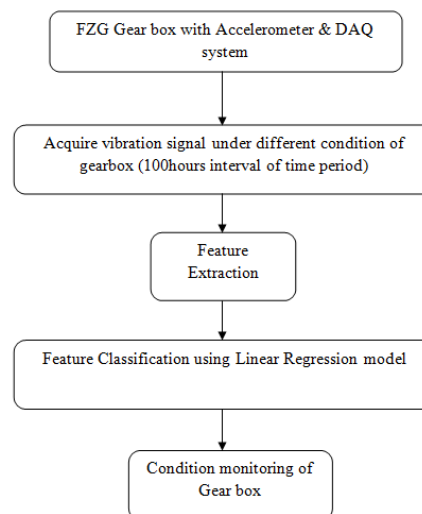 FZG Gear box with Accelerometer & DAQ
system
Acquire vibration signal under different condition of
gearbox (100hours interval of time period)
Feature
Extraction
Feature Classification using Linear Regression model
Condition monitoring of
Gear box